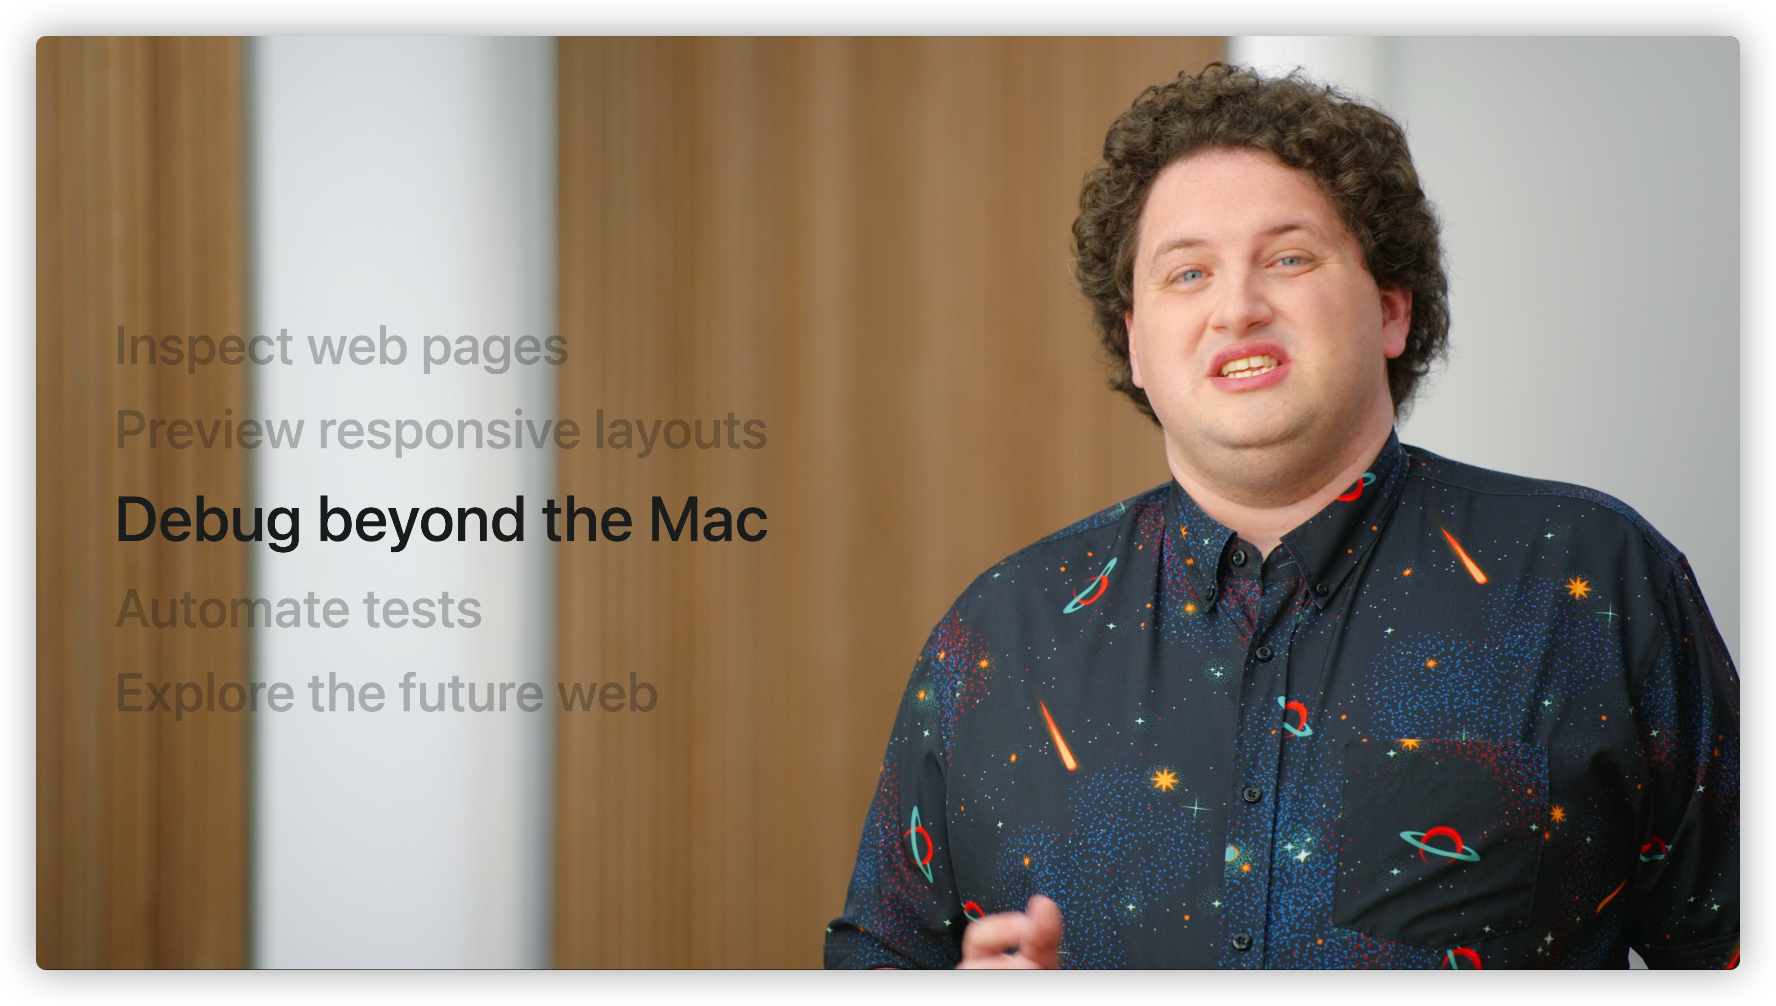 Inspect web pages
Preview responsive layouts
Debug beyond the Mac
Automate tests
Explore the future web